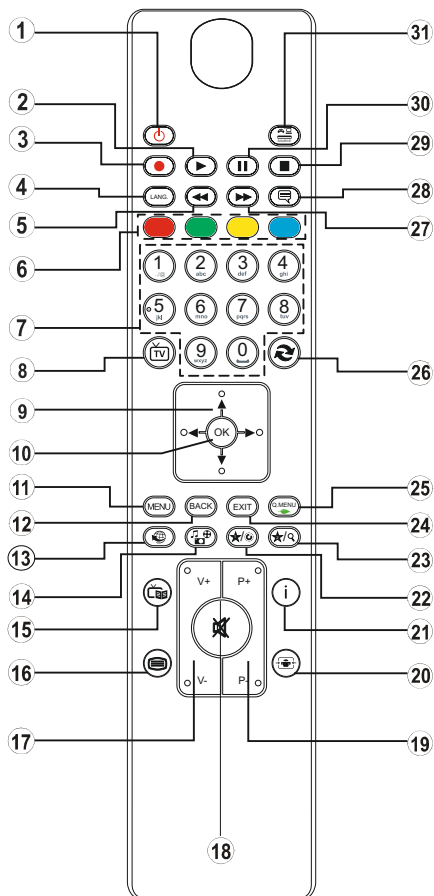 1
31
2
30
3
29
4
LANG.
28
5
27
6
7
1
./@
2
abc
3
def
4
ghi
5
jkl
6
mno
7
pqrs
8
tuv
8
TV
9
wxyz
0
26
9
10
OK
11
MENU
BACK
EXIT
Q.MENU
25
12
24
13
23
14
22
15
V+
P+
i
21
16
V-
P-
20
17
19
18